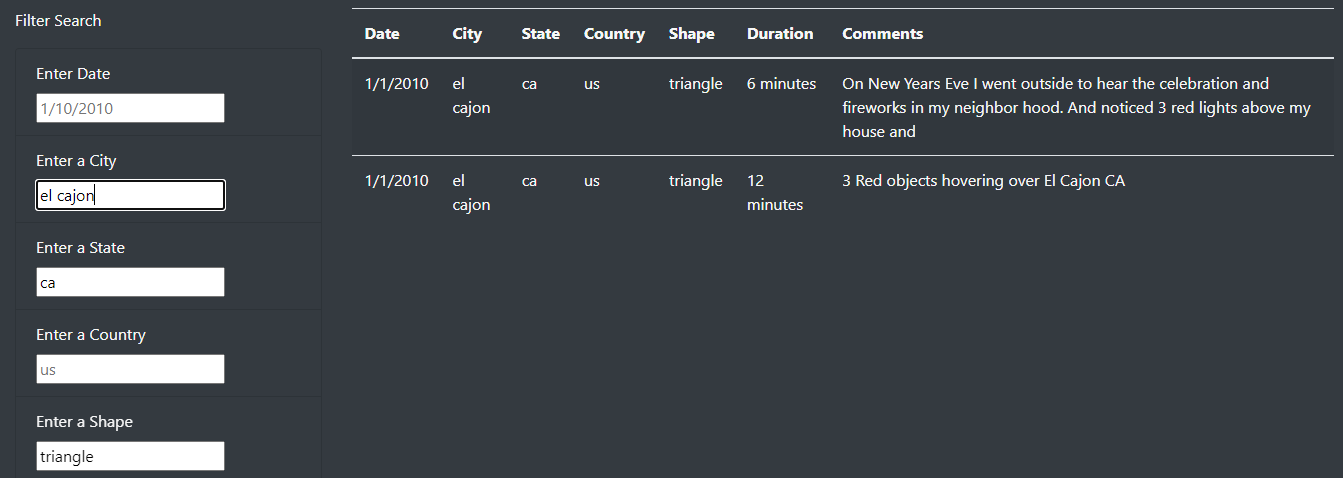 Filter Search
Enter Date
1/10/2010
Enter a City
el cajon
Enter a State
ca
Enter a Country
us
Enter a Shape
triangle
Date City State Country Shape Duration Comments
1/1/2010 el ca us triangle 6 minutes On New Years Eve I went outside to hear the celebration and
cajon fireworks in my neighbor hood. And noticed 3 red lights above my
house and
1/1/2010 el ca us triangle 12 3 Red objects hovering over El Cajon CA
cajon minutes